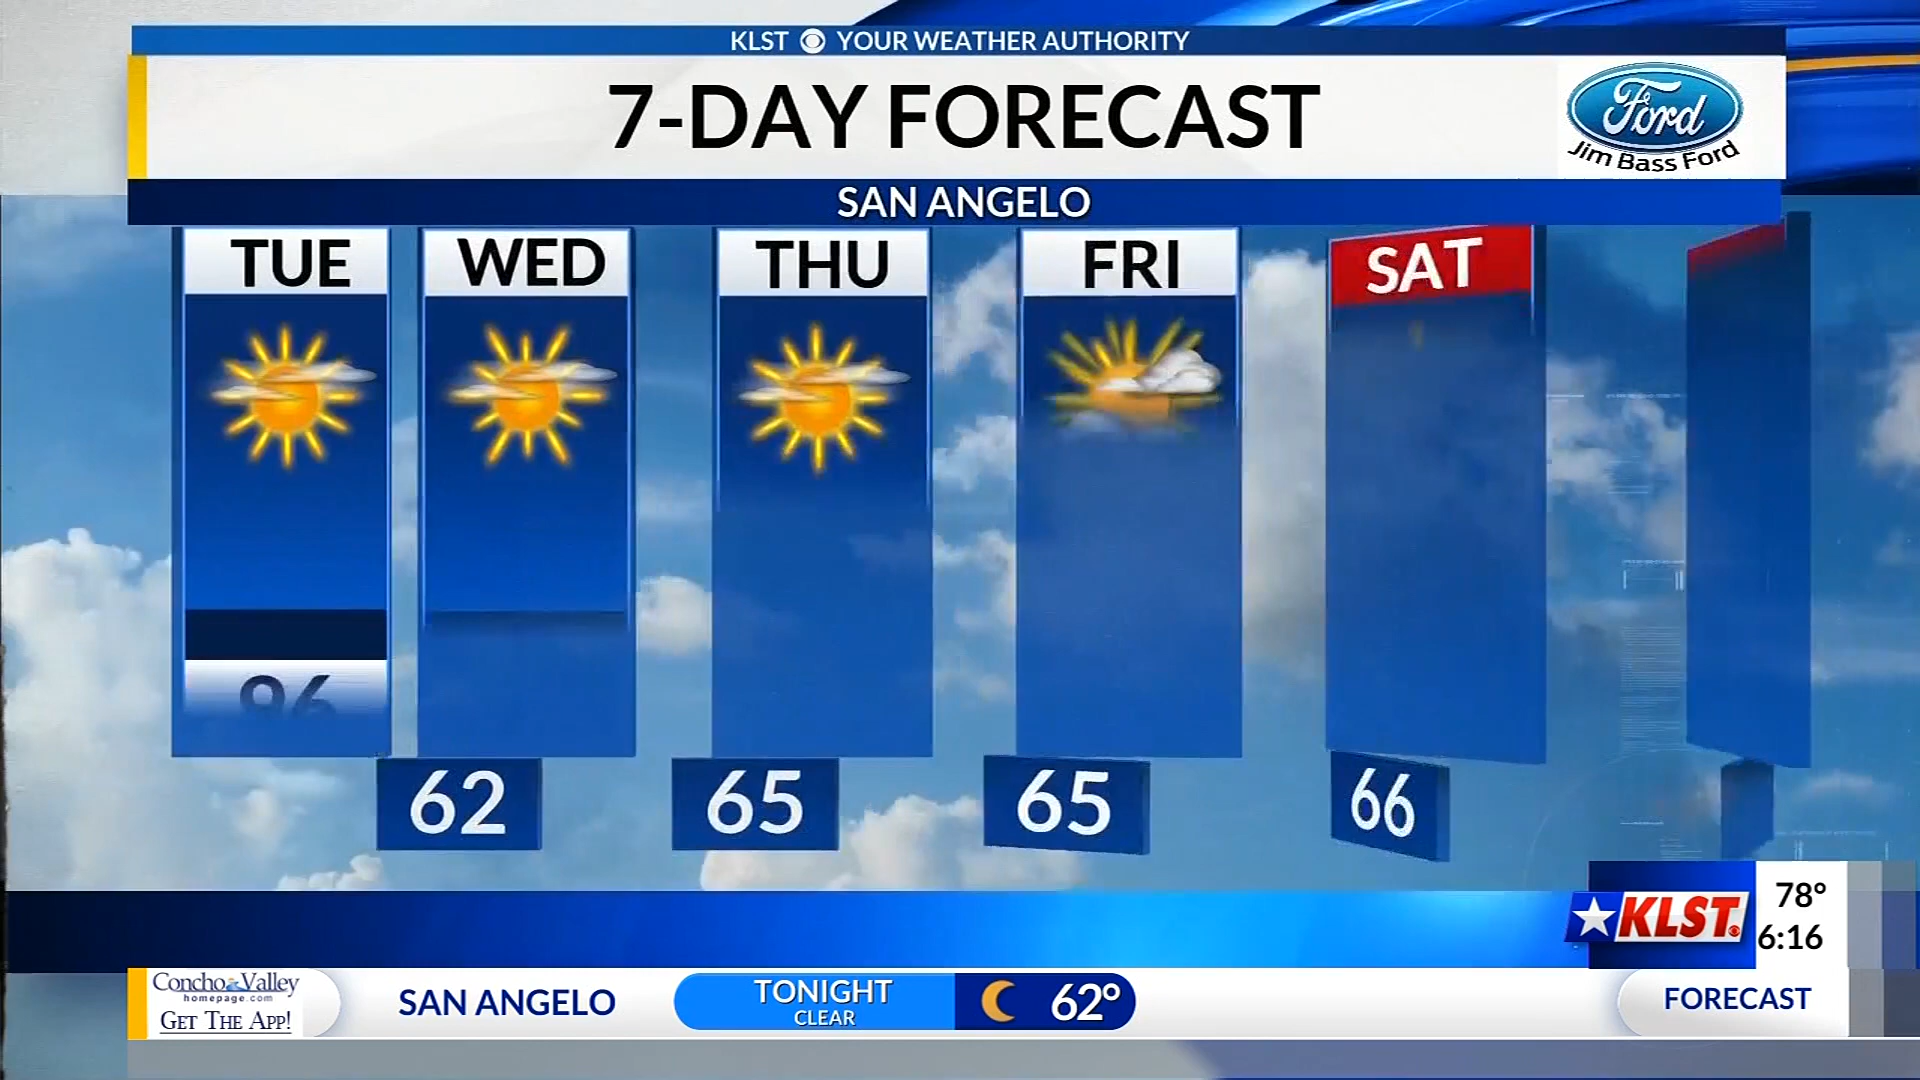 KLST YOUR WEATHER AUTHORITY
7-DAY FORECAST
Ford
Jim Bass Ford
SAN ANGELO
TUE WED THU FRI SAT
96
62 65 65 66
KLST
78°
6:16
Concho Valley
homepage.com
GET THE APP!
SAN ANGELO
TONIGHT
CLEAR
62°
FORECAST